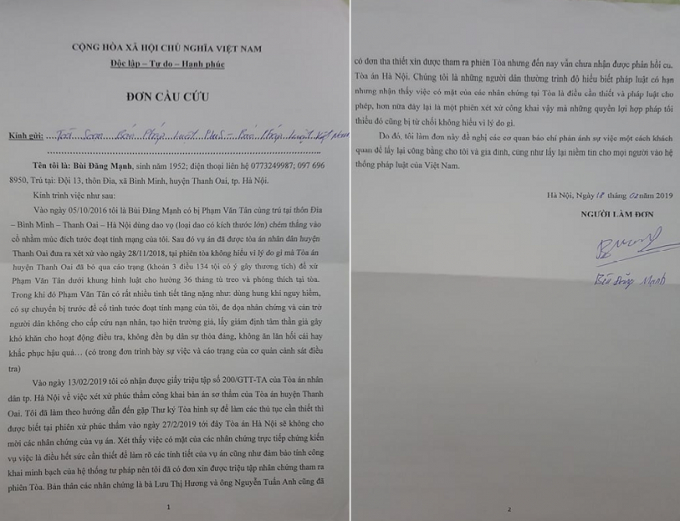 CỘNG HÒA XÃ HỘI CHỦ NGHĨA VIỆT NAM
Độc lập – Tự do – Hạnh phúc
ĐƠN CẦU CỨU
Kính gửi: Toà Soạn Báo Pháp Luật Plus – Báo Pháp Luật Việt Nam
Tên tôi là: Bùi Đăng Mạnh, sinh năm 1952; điện thoại liên hệ 0773249987; 097 696
8950, Trú tại: Đội 13, thôn Đìa, xã Bình Minh, huyện Thanh Oai, tp. Hà Nội.
Kính trình việc như sau:
Vào ngày 05/10/2016 tôi là Bùi Đăng Mạnh có bị Phạm Văn Tân cùng trú tại thôn Đìa
– Bình Minh – Thanh Oai – Hà Nội dùng dao vọ (loại dao có kích thước lớn) chém thẳng vào
cổ nhằm múc đích tước đoạt tính mạng của tôi. Sau đó vụ án đã được tòa án nhân dân huyện
Thanh Oai đưa ra xét xử vào ngày 28/11/2018, tại phiên tòa không hiểu vì lý do gì mà Tòa án
huyện Thanh Oai đã bỏ qua cáo trạng (khoản 3 điều 134 tội cố ý gây thương tích) để xử
Phạm Văn Tân dưới khung hình luật cho hưởng 36 tháng tù treo và phóng thích tại tòa.
Trong khi đó Phạm Văn Tân có rất nhiều tình tiết tăng nặng như: dùng hung khí nguy hiểm,
có sự chuyển bị trước để cố tình tước đoạt tính mạng của tôi, đe dọa nhân chứng và cản trở
người dân không cho cấp cứu nạn nhân, tạo hiện trường giả, lấy giám định tâm thần giả gây
khó khăn cho hoạt động điều tra, không đền bụ dân sự thỏa đáng, không ăn lăn hối cải hay
khắc phục hậu quả… (có trong đơn trình bày sự việc và cáo trạng của cơ quản cảnh sát điều
tra)
Vào ngày 13/02/2019 tôi có nhận được giấy triệu tập số 200/GTT-TA của Tòa án nhân
dân tp. Hà Nội về việc xét xử phúc thẩm công khai bản án sơ thẩm của Tòa án huyện Thanh
Oai. Tôi đã làm theo hướng dẫn đến gặp Thư ký Tòa hình sự để làm các thủ tục cần thiết thì
được biết tại phiên xử phúc thẩm vào ngày 27/2/2019 tới đây Tòa án Hà Nội sẽ không cho
mời các nhân chứng của vụ án. Xét thấy việc có mặt của các nhân chứng trực tiếp chứng kiến
vụ việc là điều hết sức cần thiết để làm rõ các tình tiết của vụ án cũng như đảm bảo tính công
khai minh bạch của hệ thống tư pháp nên tôi đã có đơn xin được triệu tập nhân chứng tham ra
phiên Tòa. Bản thân các nhân chứng là bà Lưu Thị Hương và ông Nguyễn Tuấn Anh cũng đã
1
có đơn tha thiết xin được tham ra phiên Tòa nhưng đến nay vẫn chưa nhận được phản hồi cu.
Tòa án Hà Nội. Chúng tôi là những người dân thường trình độ hiểu biết pháp luật có hạn
nhưng nhận thấy việc có mặt của các nhân chứng tại Tòa là điều cần thiết và pháp luật cho
phép, hơn nữa đây lại là một phiên xét xử công khai vậy mà những quyền lợi hợp pháp tối
thiểu đó cũng bị từ chối không hiểu vì lý do gì.
Do đó, tôi làm đơn này đề nghị các cơ quan báo chí phản ánh sự việc một cách khách
quan để lấy lại công bằng cho tôi và gia đình, cũng như lấy lại niềm tin cho mọi người vào hệ
thống pháp luật của Việt Nam.
Hà Nội, Ngày 18 tháng 02 năm 2019
NGƯỜI LÀM ĐƠN
Bùi Đăng Mạnh
2